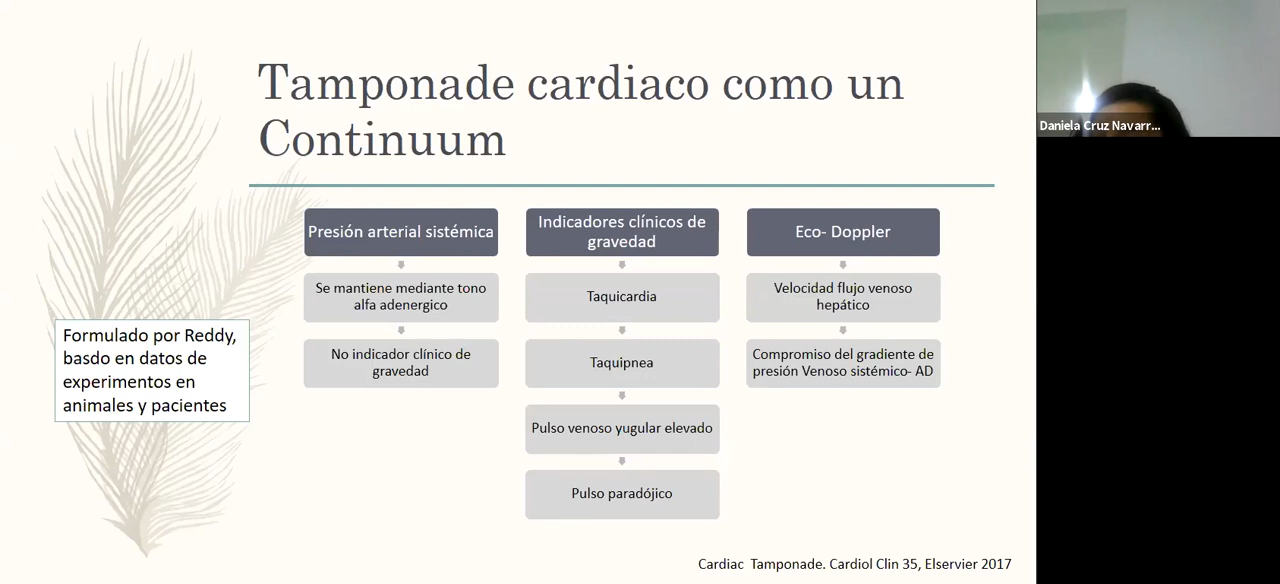 Tamponade cardiaco como un
Continuum
Presión arterial sistémica
Se mantiene mediante tono
alfa adenergico
No indicador clínico de
gravedad
Indicadores clínicos de
gravedad
Taquicardia
Taquipnea
Pulso venoso yugular elevado
Pulso paradójico
Eco- Doppler
Velocidad flujo venoso
hepático
Compromiso del gradiente de
presión Venoso sistémico- AD
Formulado por Reddy,
basdo en datos de
experimentos en
animales y pacientes
Cardiac Tamponade. Cardiol Clin 35, Elservier 2017
Daniela Cruz Navarr...